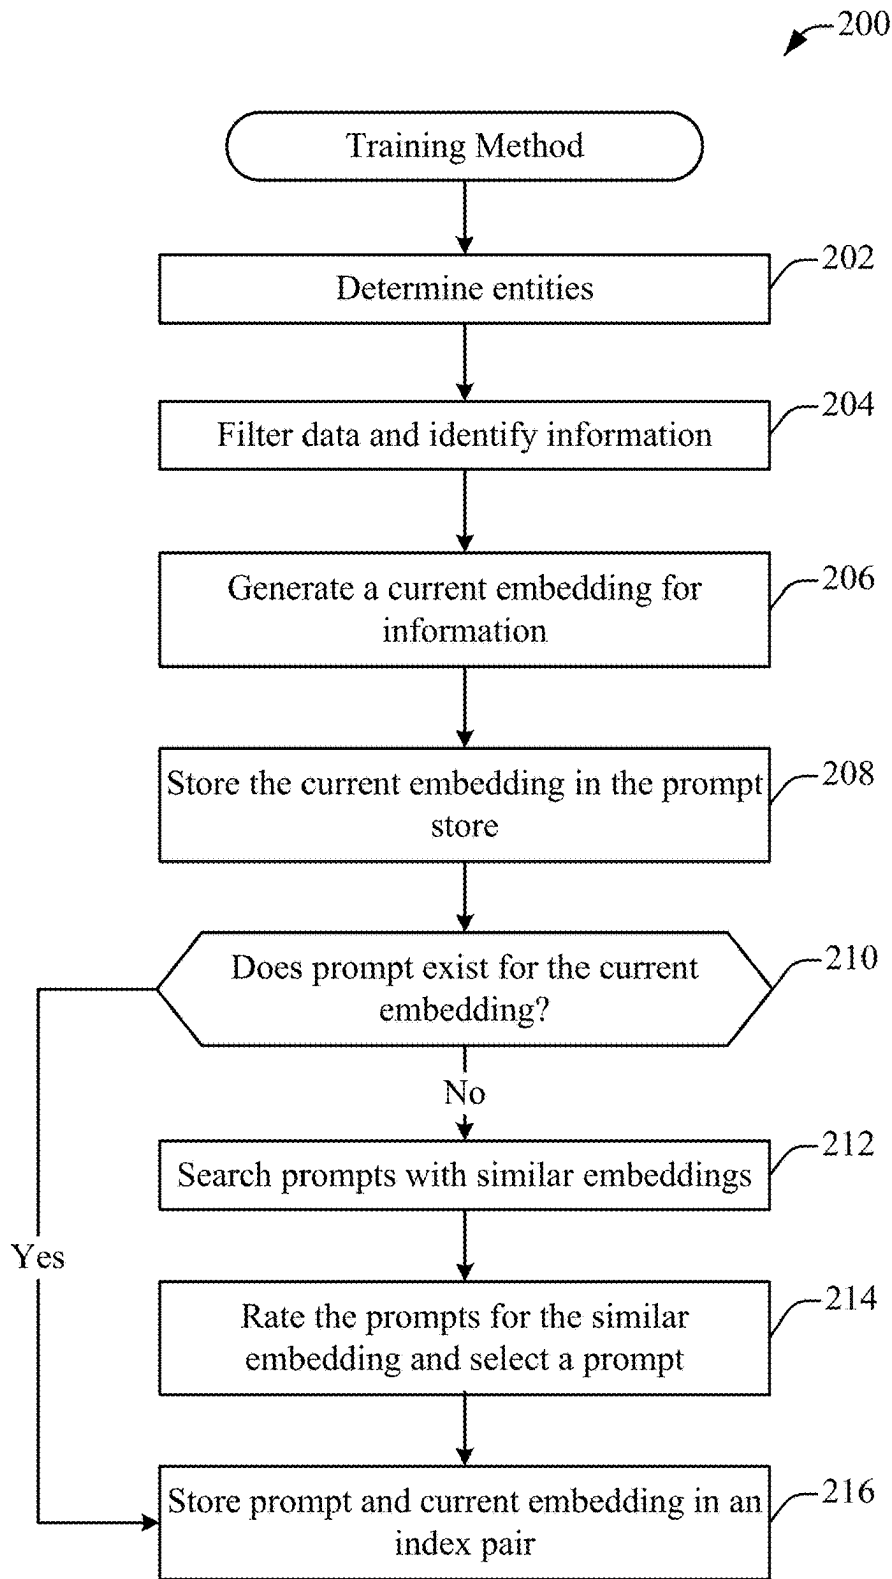 200
Training Method
202
Determine entities
204
Filter data and identify information
206
Generate a current embedding for
information
208
Store the current embedding in the prompt
store
210
Does prompt exist for the current
embedding?
No
212
Search prompts with similar embeddings
Yes
214
Rate the prompts for the similar
embedding and select a prompt
216
Store prompt and current embedding in an
index pair